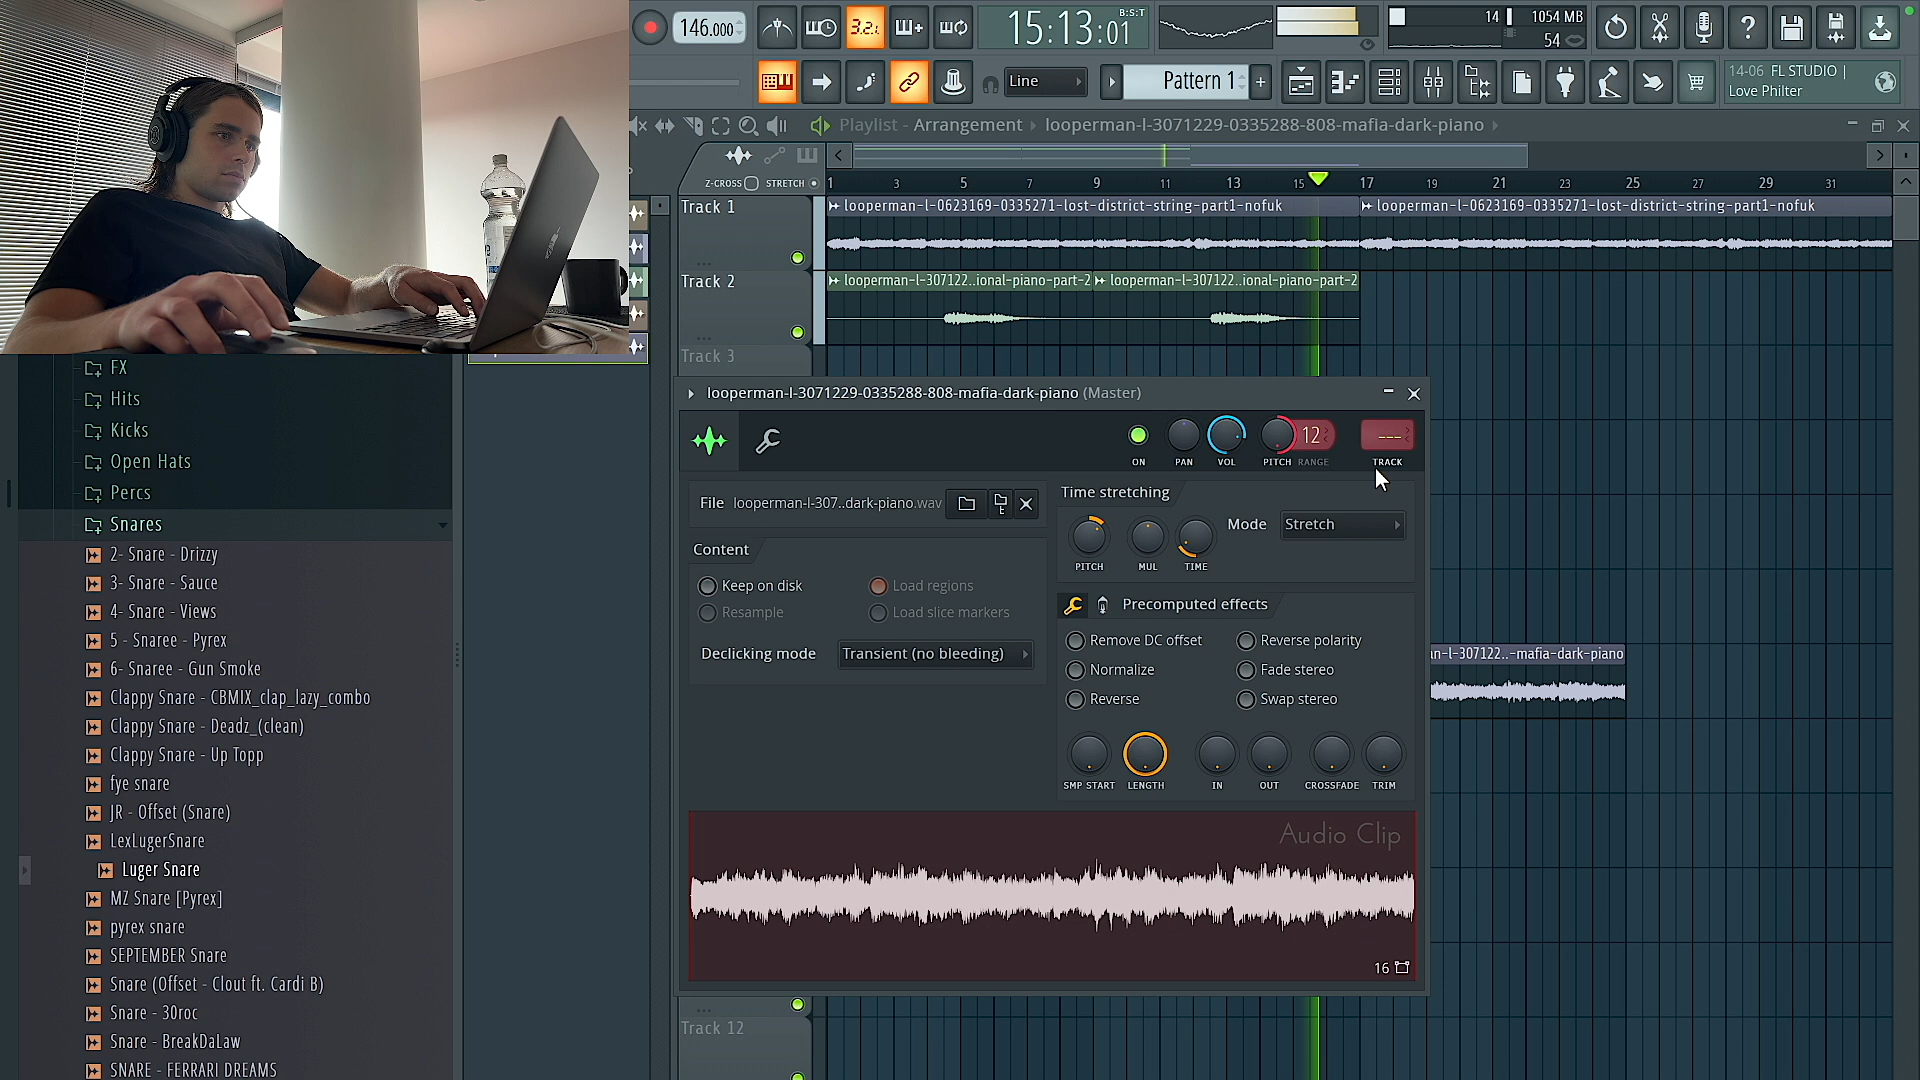 146.000
3.2.1
15:13:01
B:S:T
14
1054 MB
54
Line
Pattern 1
14-06 FL STUDIO |
Love Philter
Playlist - Arrangement › looperman-l-3071229-0335288-808-mafia-dark-piano
Z-CROSS STRETCH
1 3 5 7 9 11 13 15 17 19 21 23 25 27 29 31
Track 1
looperman-l-0623169-0335271-lost-district-string-part1-nofuk
looperman-l-0623169-0335271-lost-district-string-part1-nofuk
Track 2
looperman-l-307122..ional-piano-part-2
looperman-l-307122..ional-piano-part-2
Track 3
looperman-l-3071229-0335288-808-mafia-dark-piano (Master)
12
---
ON PAN VOL PITCH RANGE TRACK
File looperman-l-307..dark-piano.wav
Time stretching
Mode Stretch
PITCH MUL TIME
Content
Keep on disk
Load regions
Resample
Load slice markers
Declicking mode Transient (no bleeding)
Precomputed effects
Remove DC offset
Reverse polarity
Normalize
Fade stereo
Reverse
Swap stereo
SMP START LENGTH IN OUT CROSSFADE TRIM
Audio Clip
16
n-l-307122..-mafia-dark-piano
Track 12
FX
Hits
Kicks
Open Hats
Percs
Snares
2- Snare - Drizzy
3- Snare - Sauce
4- Snare - Views
5 - Snaree - Pyrex
6- Snaree - Gun Smoke
Clappy Snare - CBMIX_clap_lazy_combo
Clappy Snare - Deadz_(clean)
Clappy Snare - Up Topp
fye snare
JR - Offset (Snare)
LexLugerSnare
Luger Snare
MZ Snare [Pyrex]
pyrex snare
SEPTEMBER Snare
Snare (Offset - Clout ft. Cardi B)
Snare - 30roc
Snare - BreakDaLaw
SNARE - FERRARI DREAMS